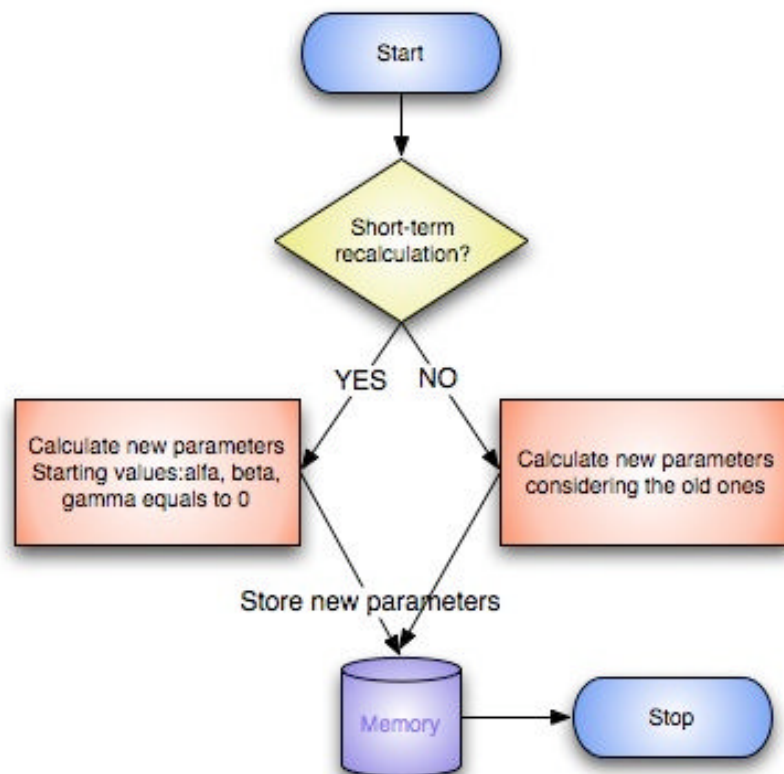 Start
Short-term
recalculation?
YES
NO
Calculate new parameters
Starting values:alfa, beta,
gamma equals to 0
Calculate new parameters
considering the old ones
Store new parameters
Memory
Stop